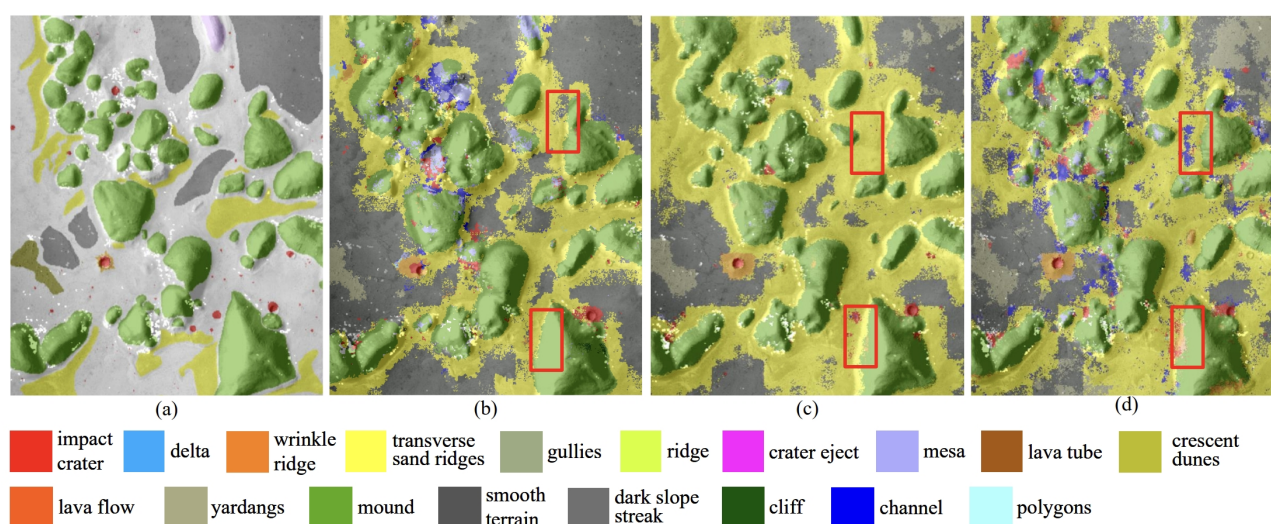 (a) (b) (c) (d)
impact crater delta wrinkle ridge transverse sand ridges gullies ridge crater eject mesa lava tube crescent dunes
lava flow yardangs mound smooth terrain dark slope streak cliff channel polygons